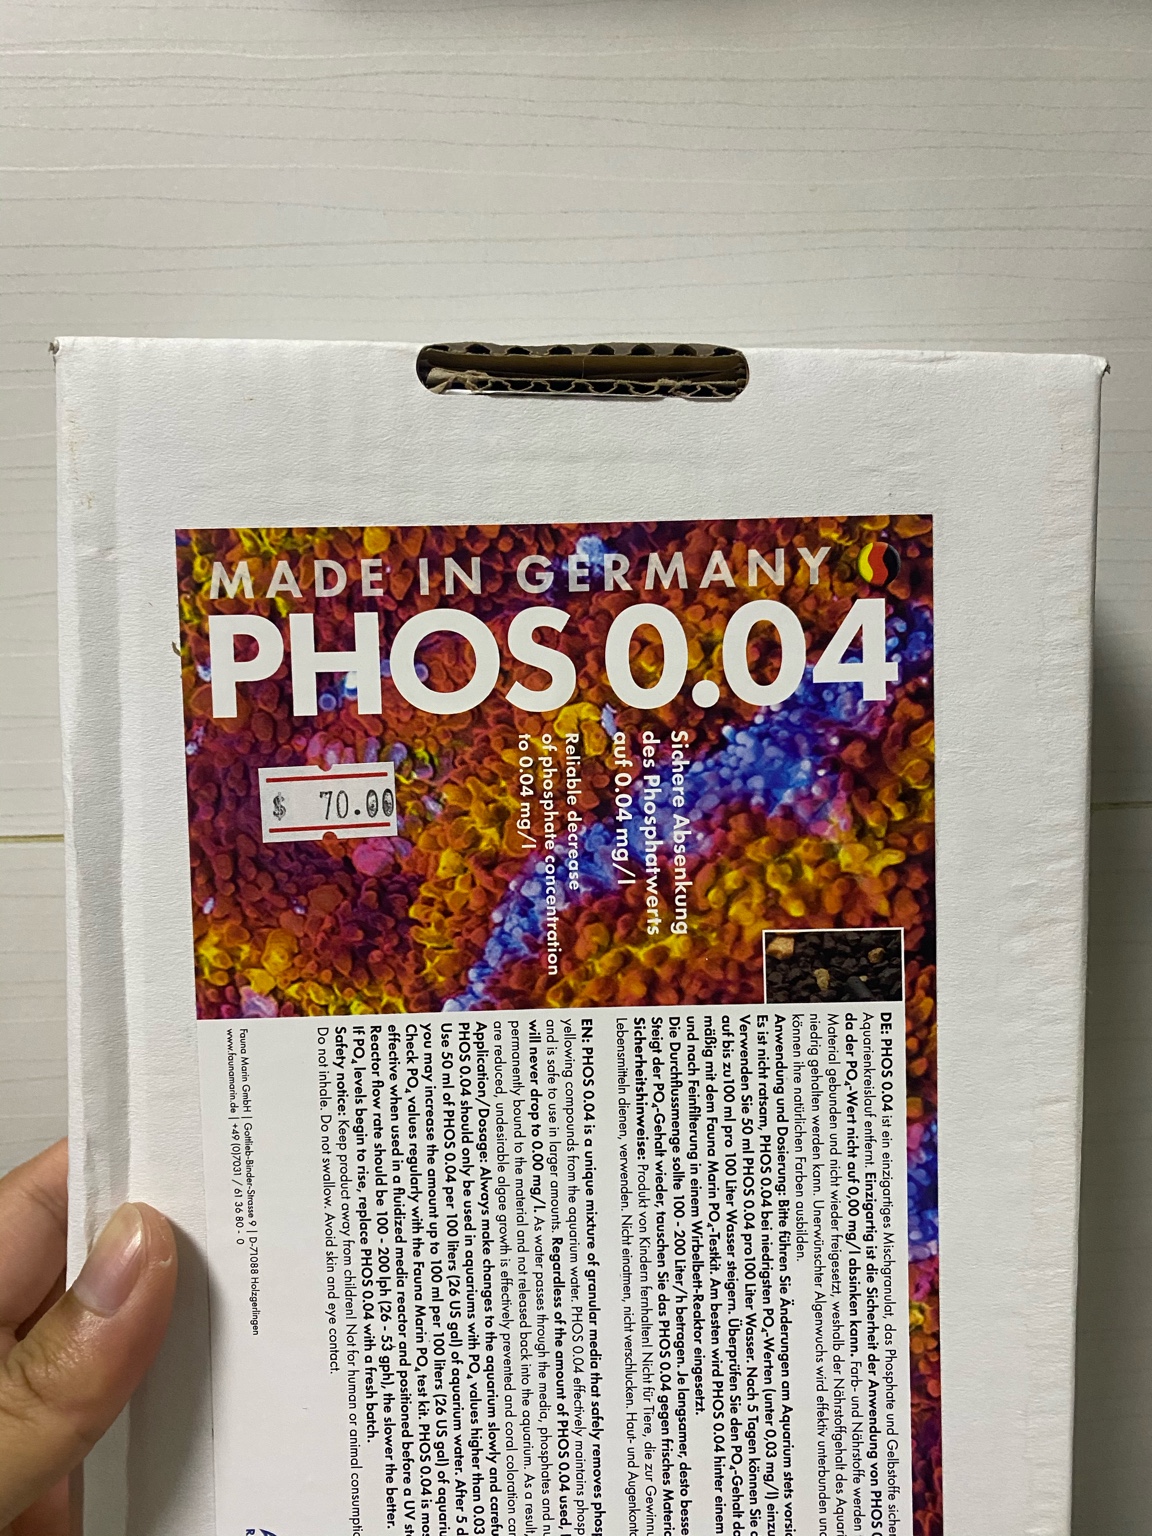 MADE IN GERMANY
PHOS 0.04
Sichere Absenkung
des Phosphatwerts
auf 0.04 mg/l
Reliable decrease
of phosphate concentration
to 0.04 mg/l
$ 70.00
DE: PHOS 0.04 ist ein einzigartiges Mischgranulat, das Phosphate und Gelbstoffe sicher
Aquarienkreislauf entfernt. Einzigartig ist die Sicherheit der Anwendung von PHOS
da der PO₄-Wert nicht auf 0,00 mg/l absinken kann. Farb- und Nährstoffe werden
Material gebunden und nicht wieder freigesetzt, weshalb der Nährstoffgehalt des
niedrig gehalten werden kann. Unerwünschter Algenwuchs wird effektiv unterbunden
können ihre natürlichen Farben ausbilden.
Anwendung und Dosierung: Bitte führen Sie Änderungen am Aquarium stets
Es ist nicht ratsam, PHOS 0.04 bei niedrigsten PO₄-Werten (unter 0,03 mg/l)
Verwenden Sie 50 ml PHOS 0.04 pro 100 Liter Wasser. Nach 5 Tagen können Sie
auf bis zu 100 ml pro 100 Liter Wasser steigern. Überprüfen Sie den PO₄-Gehalt
mäßig mit dem Fauna Marin PO₄-Testkit. Am besten wird PHOS 0.04 hinter einem
und nach Feinfilterung in einem Wirbelbett-Reaktor eingesetzt.
Die Durchflussmenge sollte 100 - 200 Liter/h betragen. Je langsamer, desto
Steigt der PO₄-Gehalt wieder, tauschen Sie das PHOS 0.04 gegen frisches
Sicherheitshinweise: Produkt von Kindern fernhalten! Nicht für Tiere, die zur
Lebensmitteln dienen, verwenden. Nicht einatmen, nicht verschlucken. Haut- und
EN: PHOS 0.04 is a unique mixture of granular media that safely removes
yellowing compounds from the aquarium water. PHOS 0.04 effectively maintains
and is safe to use in larger amounts. Regardless of the amount of PHOS 0.04 used,
will never drop to 0.00 mg/l. As water passes through the media, phosphates and
permanently bound to the material and not released back into the aquarium. As a result,
are reduced, undesirable algae growth is effectively prevented and coral coloration
Application/Dosage: Always make changes to the aquarium slowly and
PHOS 0.04 should only be used in aquariums with PO₄ values higher than 0.03
Use 50 ml of PHOS 0.04 per 100 liters (26 US gal) of aquarium water. After 5
you may increase the amount up to 100 ml per 100 liters (26 US gal) of
Check PO₄ values regularly with the Fauna Marin PO₄ test kit. PHOS 0.04 is
effective when used in a fluidized media reactor and positioned before a UV
Reactor flow rate should be 100 - 200 lph (26 - 53 gph), the slower the better.
If PO₄ levels begin to rise, replace PHOS 0.04 with a fresh batch.
Safety notice: Keep product away from children! Not for human or animal
Do not inhale. Do not swallow. Avoid skin and eye contact.
Fauna Marin GmbH | Gottlieb-Binder-Strasse 9 | D-71088 Holzgerlingen
www.faunamarin.de | +49 (0)7031 / 61 36 80 - 0